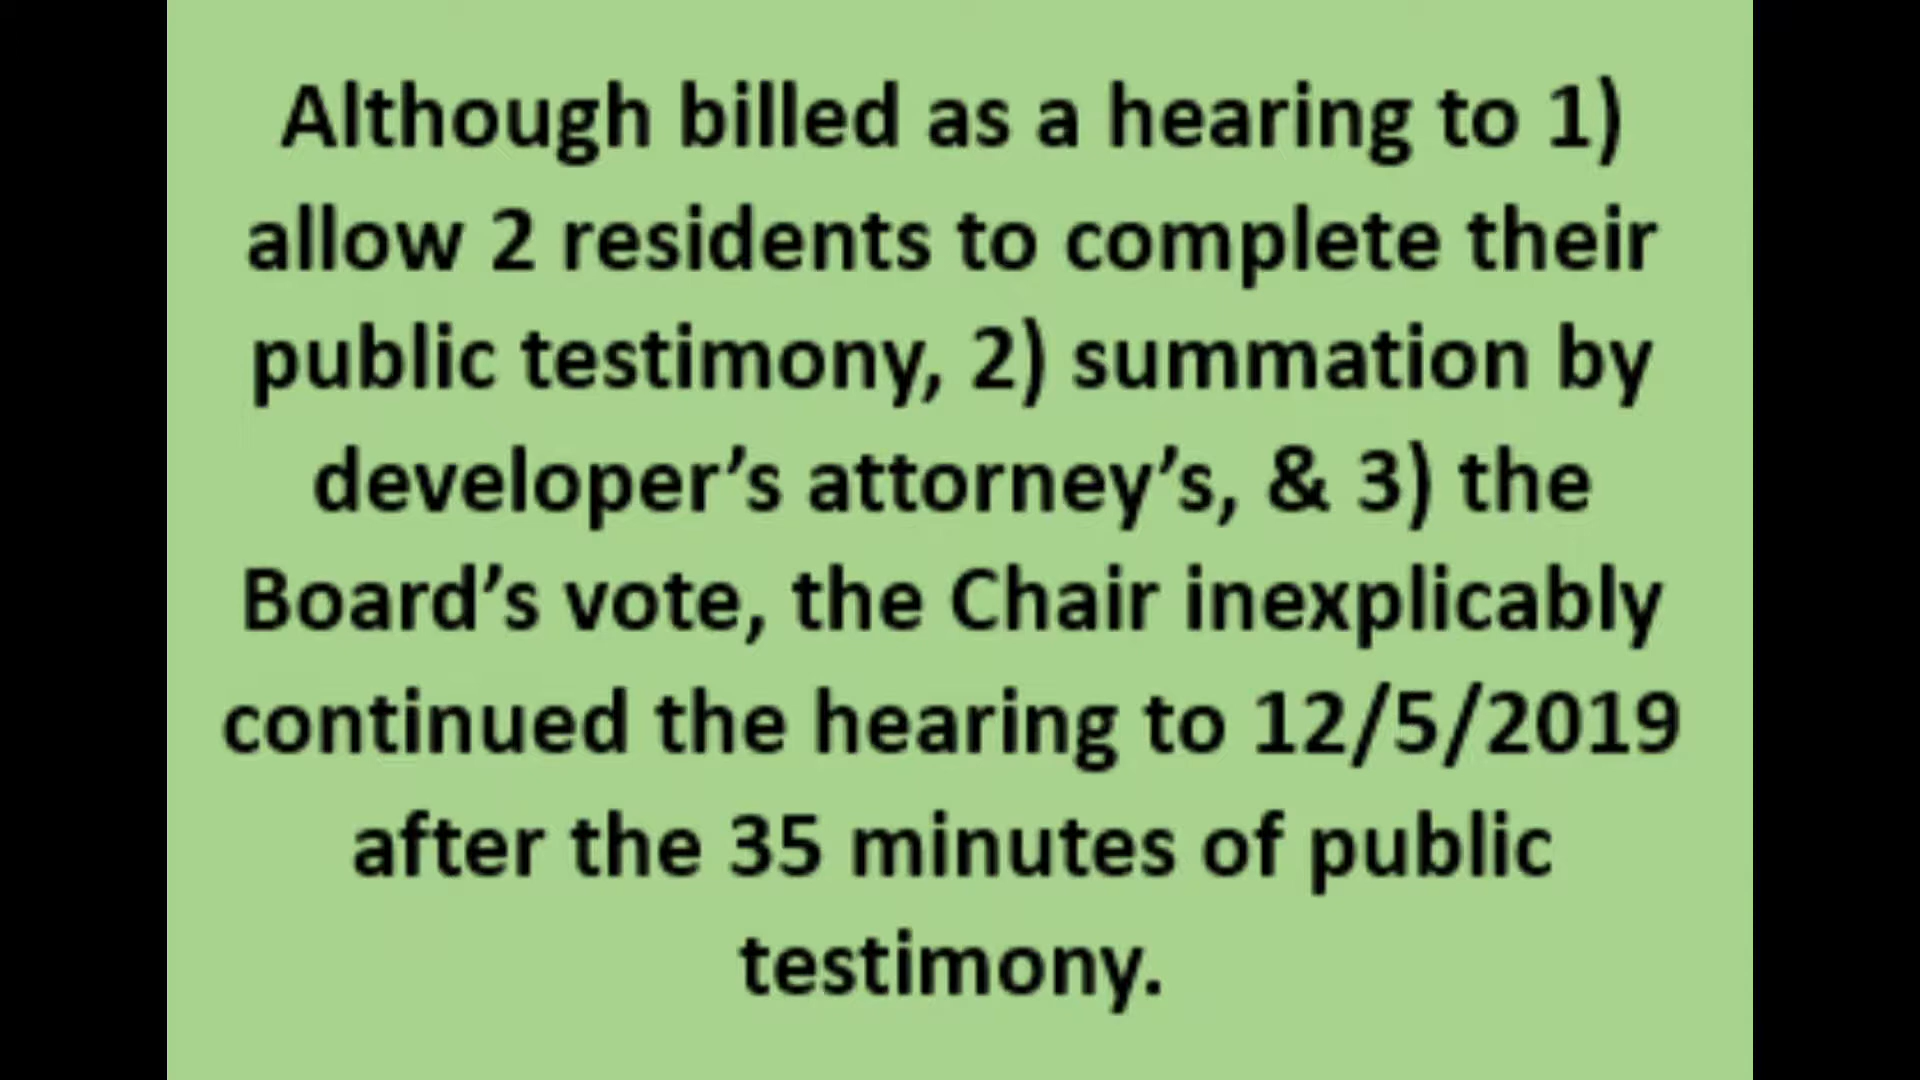 Although billed as a hearing to 1)
allow 2 residents to complete their
public testimony, 2) summation by
developer’s attorney’s, & 3) the
Board’s vote, the Chair inexplicably
continued the hearing to 12/5/2019
after the 35 minutes of public
testimony.